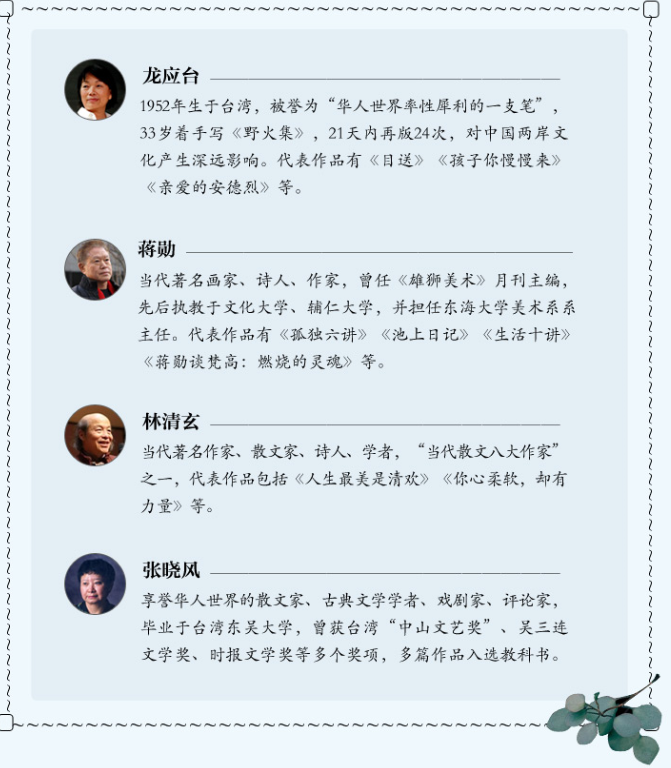 龙应台
1952年生于台湾，被誉为“华人世界率性犀利的一支笔”，
33岁着手写《野火集》，21天内再版24次，对中国两岸文
化产生深远影响。代表作品有《目送》《孩子你慢慢来》
《亲爱的安德烈》等。
蒋勋
当代著名画家、诗人、作家，曾任《雄狮美术》月刊主编，
先后执教于文化大学、辅仁大学，并担任东海大学美术系系
主任。代表作品有《孤独六讲》《池上日记》《生活十讲》
《蒋勋谈梵高：燃烧的灵魂》等。
林清玄
当代著名作家、散文家、诗人、学者，“当代散文八大作家”
之一，代表作品包括《人生最美是清欢》《你心柔软，却有
力量》等。
张晓风
享誉华人世界的散文家、古典文学学者、戏剧家、评论家，
毕业于台湾东吴大学，曾获台湾“中山文艺奖”、吴三连
文学奖、时报文学奖等多个奖项，多篇作品入选教科书。